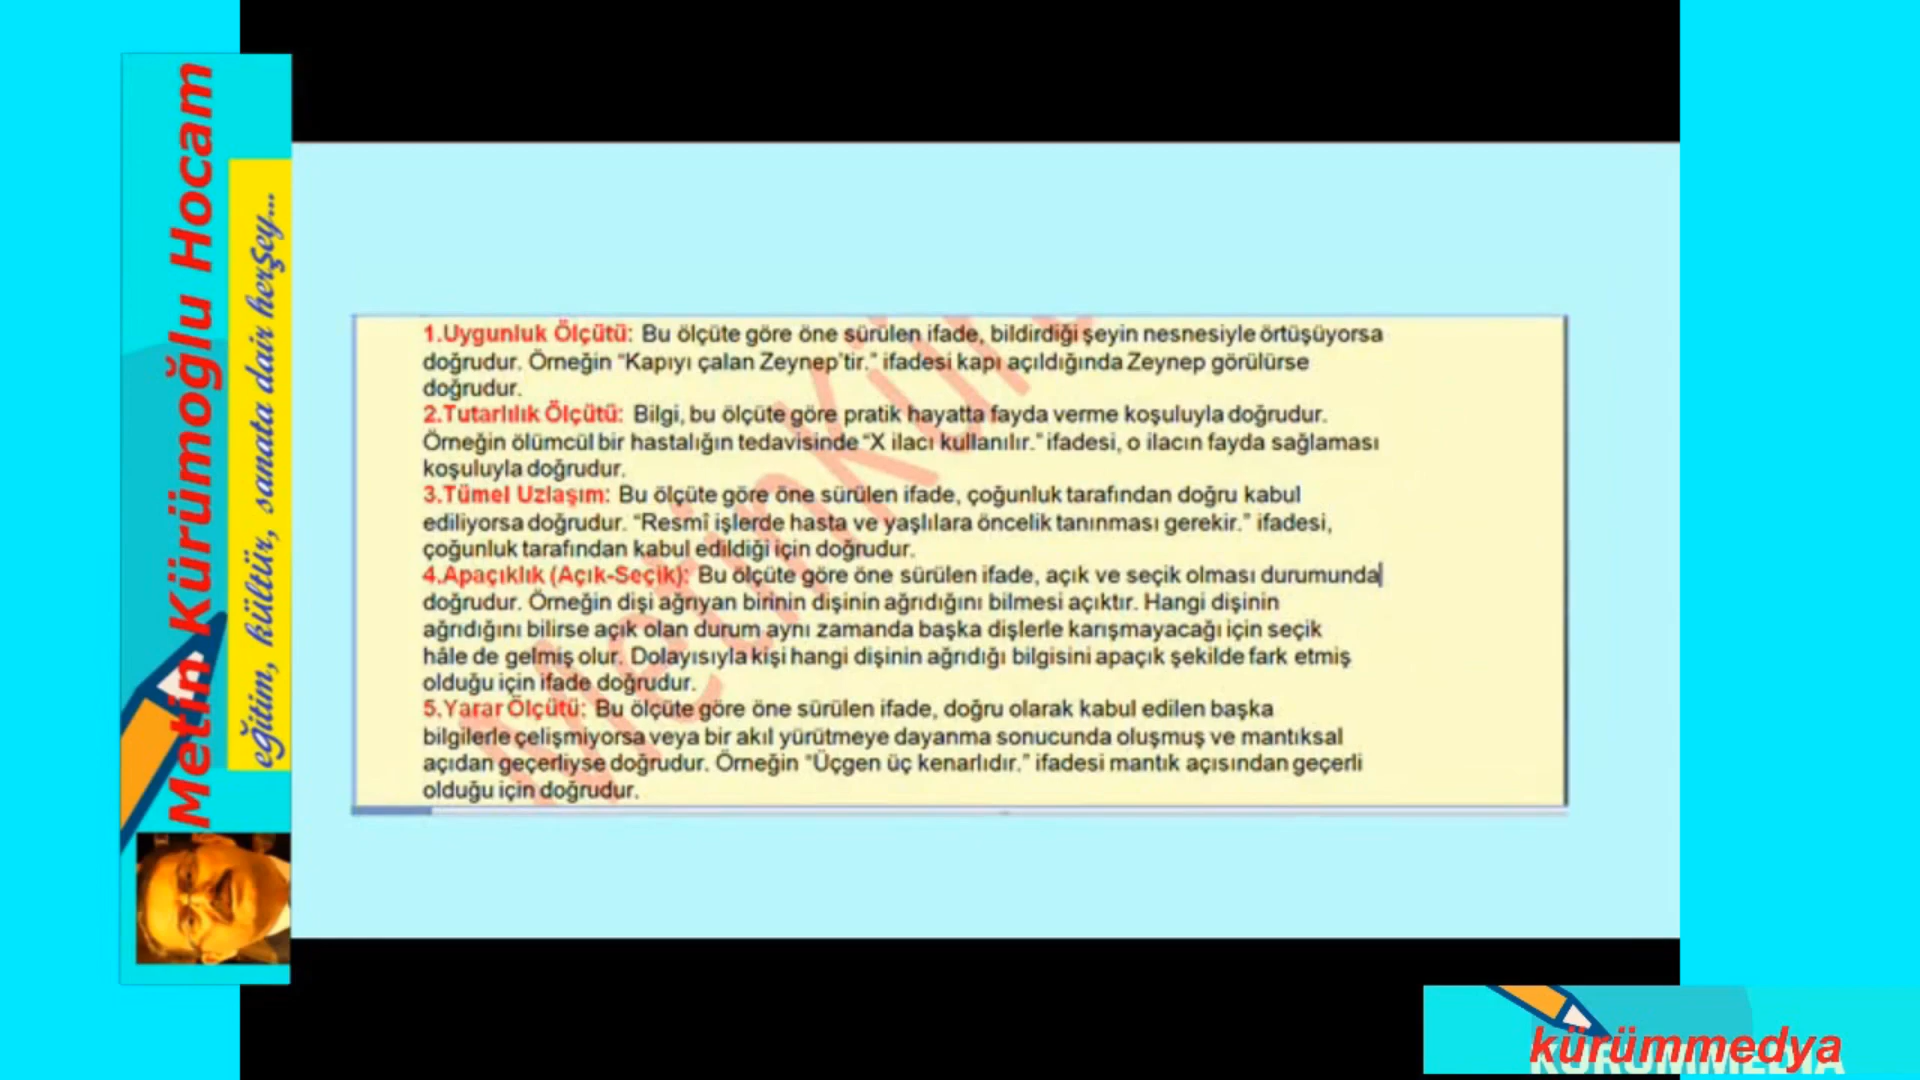 Metin Kürümoğlu Hocam
eğitim, kültür, sanata dair herşey...
1.Uygunluk Ölçütü: Bu ölçüte göre öne sürülen ifade, bildirdiği şeyin nesnesiyle örtüşüyorsa
doğrudur. Örneğin “Kapıyı çalan Zeynep’tir.” ifadesi kapı açıldığında Zeynep görülürse
doğrudur.
2.Tutarlılık Ölçütü: Bilgi, bu ölçüte göre pratik hayatta fayda verme koşuluyla doğrudur.
Örneğin ölümcül bir hastalığın tedavisinde “X ilacı kullanılır.” ifadesi, o ilacın fayda sağlaması
koşuluyla doğrudur.
3.Tümel Uzlaşım: Bu ölçüte göre öne sürülen ifade, çoğunluk tarafından doğru kabul
ediliyorsa doğrudur. “Resmî işlerde hasta ve yaşlılara öncelik tanınması gerekir.” ifadesi,
çoğunluk tarafından kabul edildiği için doğrudur.
4.Apaçıklık (Açık-Seçik): Bu ölçüte göre öne sürülen ifade, açık ve seçik olması durumunda
doğrudur. Örneğin dişi ağrıyan birinin dişinin ağrıdığını bilmesi açıktır. Hangi dişinin
ağrıdığını bilirse açık olan durum aynı zamanda başka dişlerle karışmayacağı için seçik
hâle de gelmiş olur. Dolayısıyla kişi hangi dişinin ağrıdığı bilgisini apaçık şekilde fark etmiş
olduğu için ifade doğrudur.
5.Yarar Ölçütü: Bu ölçüte göre öne sürülen ifade, doğru olarak kabul edilen başka
bilgilerle çelişmiyorsa veya bir akıl yürütmeye dayanma sonucunda oluşmuş ve mantıksal
açıdan geçerliyse doğrudur. Örneğin “Üçgen üç kenarlıdır.” ifadesi mantık açısından geçerli
olduğu için doğrudur.
kürümmedya